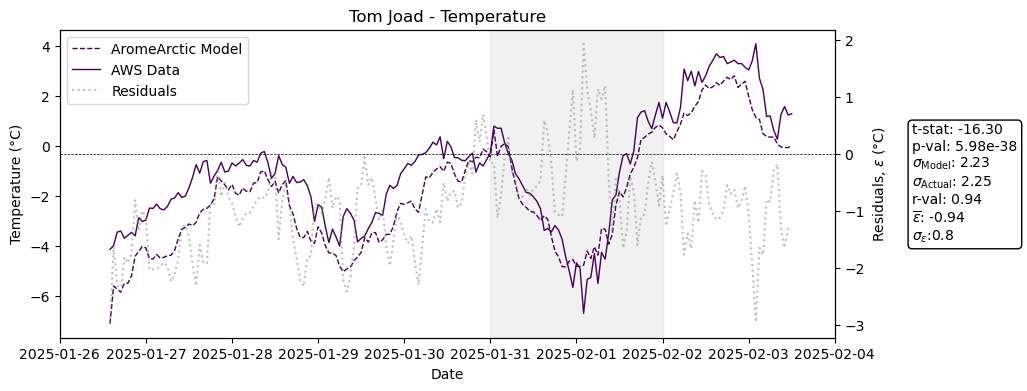 Tom Joad - Temperature
AromeArctic Model
AWS Data
Residuals
Temperature (°C)
4
2
0
−2
−4
−6
2
1
0
−1
−2
−3
Residuals, ε (°C)
t-stat: -16.30
p-val: 5.98e-38
σModel: 2.23
σActual: 2.25
r-val: 0.94
ε̅: -0.94
σε:0.8
2025-01-26 2025-01-27 2025-01-28 2025-01-29 2025-01-30 2025-01-31 2025-02-01 2025-02-02 2025-02-03 2025-02-04
Date